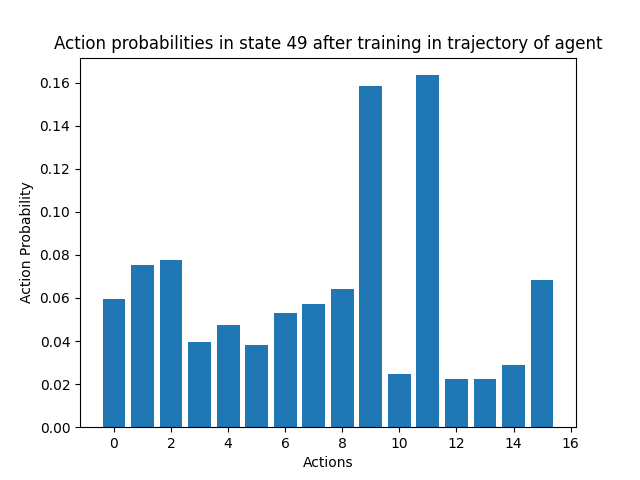 Action probabilities in state 49 after training in trajectory of agent
0.16
0.14
0.12
0.10
0.08
0.06
0.04
0.02
0.00
Action Probability
0 2 4 6 8 10 12 14 16
Actions